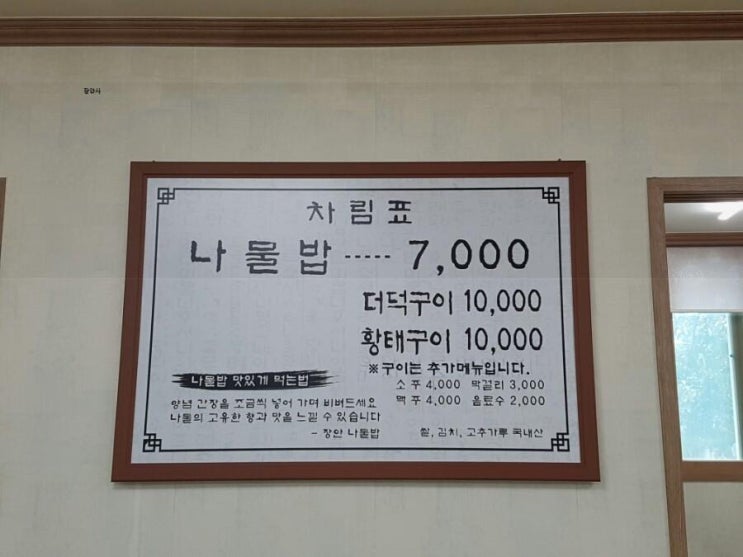 차림표
나물밥 ----- 7,000
더덕구이 10,000
황태구이 10,000
※구이는 추가메뉴입니다.
소주 4,000 막걸리 3,000
맥주 4,000 음료수 2,000
나물밥 맛있게 먹는법
양념 간장을 조금씩 넣어 가며 비벼드세요
나물의 고유한 향과 맛을 느낄 수 있습니다
- 장안 나물밥
쌀, 김치, 고추가루 국내산